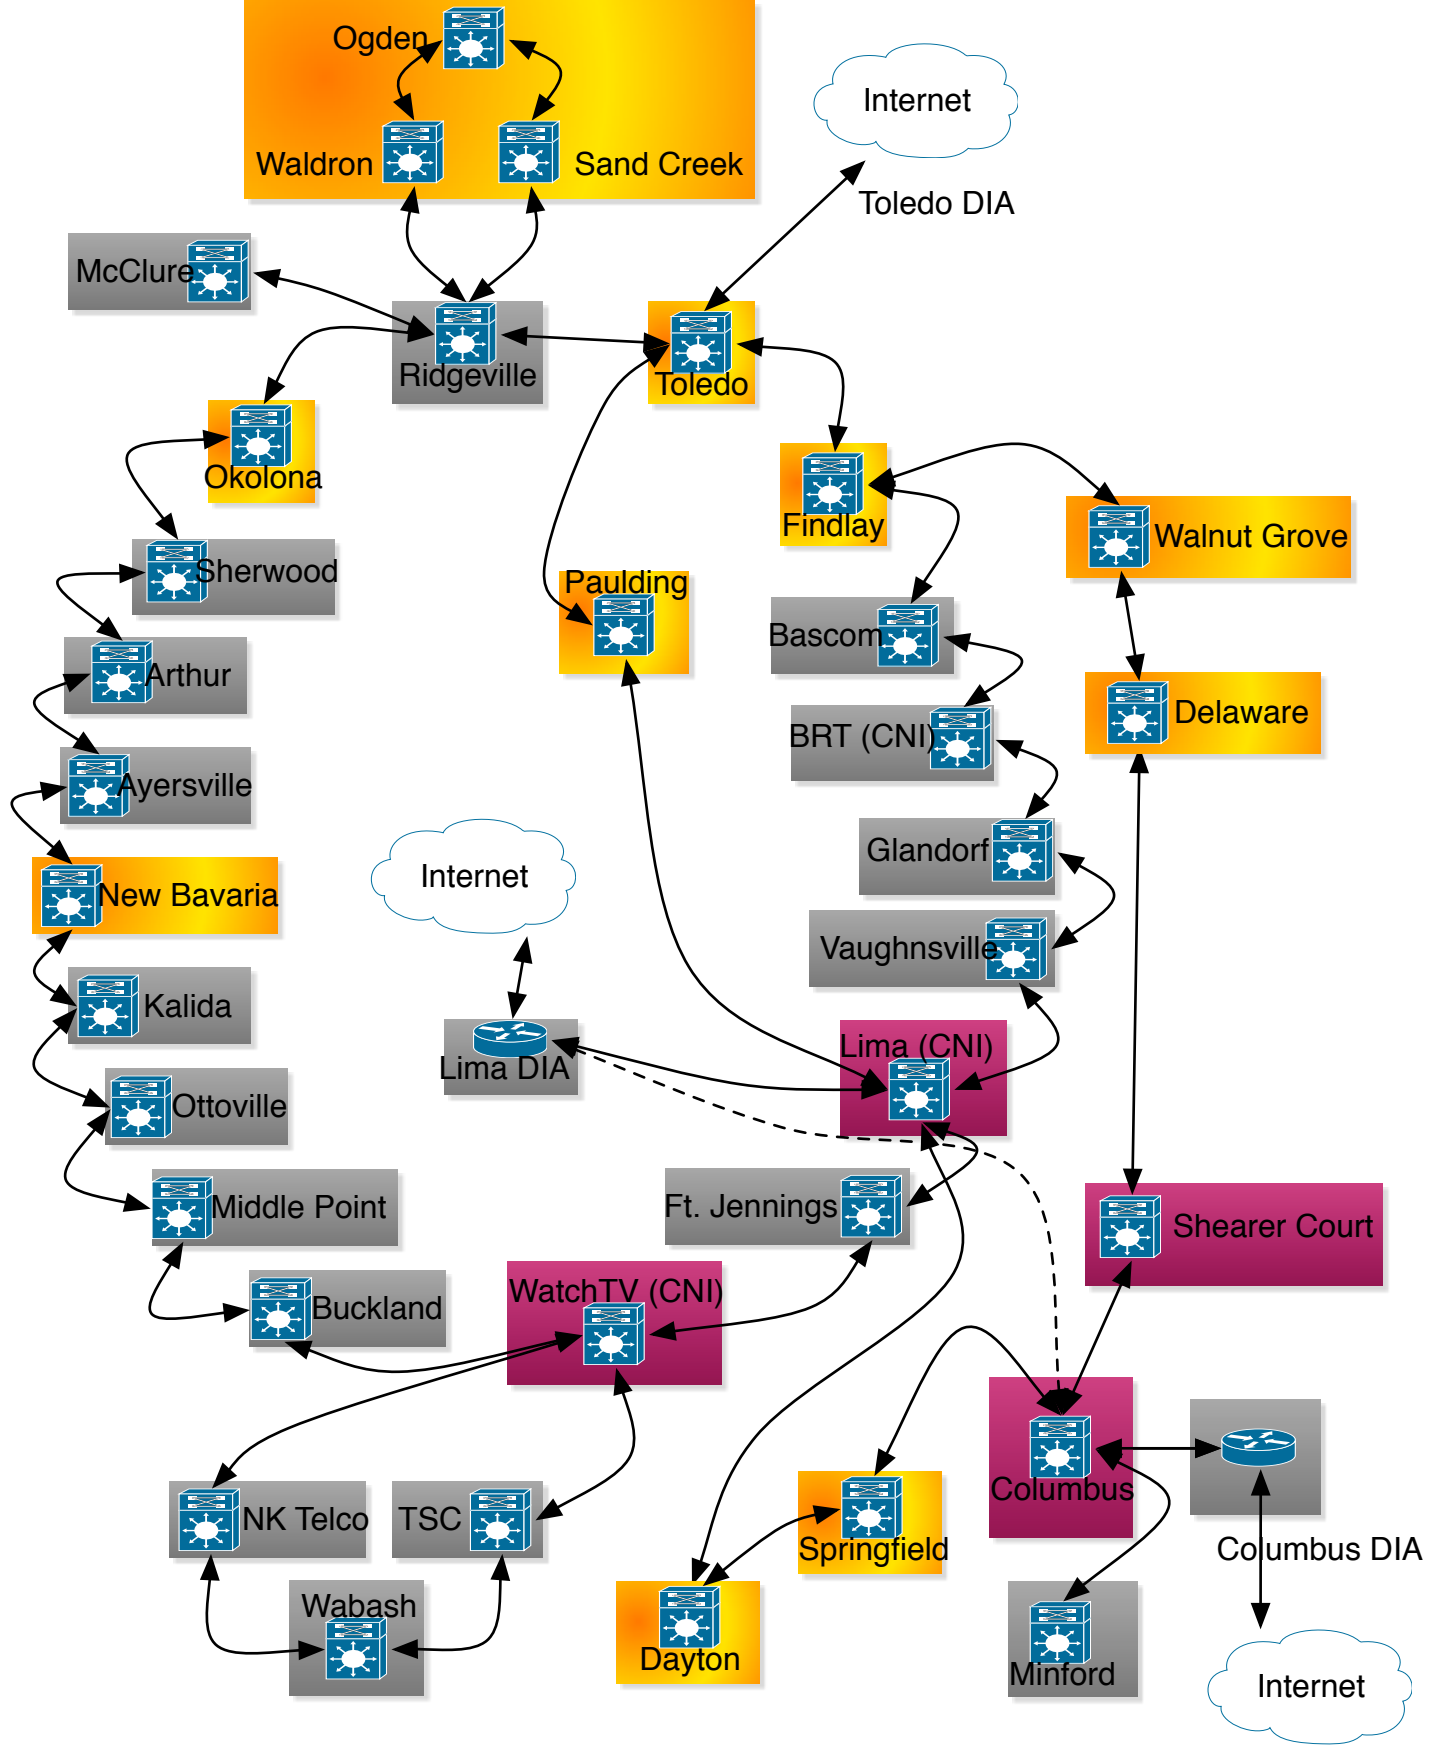 Ogden
Internet
Waldron
Sand Creek
Toledo DIA
McClure
Ridgeville
Toledo
Okolona
Findlay
Walnut Grove
Sherwood
Paulding
Bascom
Arthur
Delaware
BRT (CNI)
Ayersville
Glandorf
Internet
New Bavaria
Vaughnsville
Kalida
Lima (CNI)
Lima DIA
Ottoville
Middle Point
Ft. Jennings
Shearer Court
WatchTV (CNI)
Buckland
Columbus
NK Telco
TSC
Springfield
Columbus DIA
Wabash
Dayton
Minford
Internet